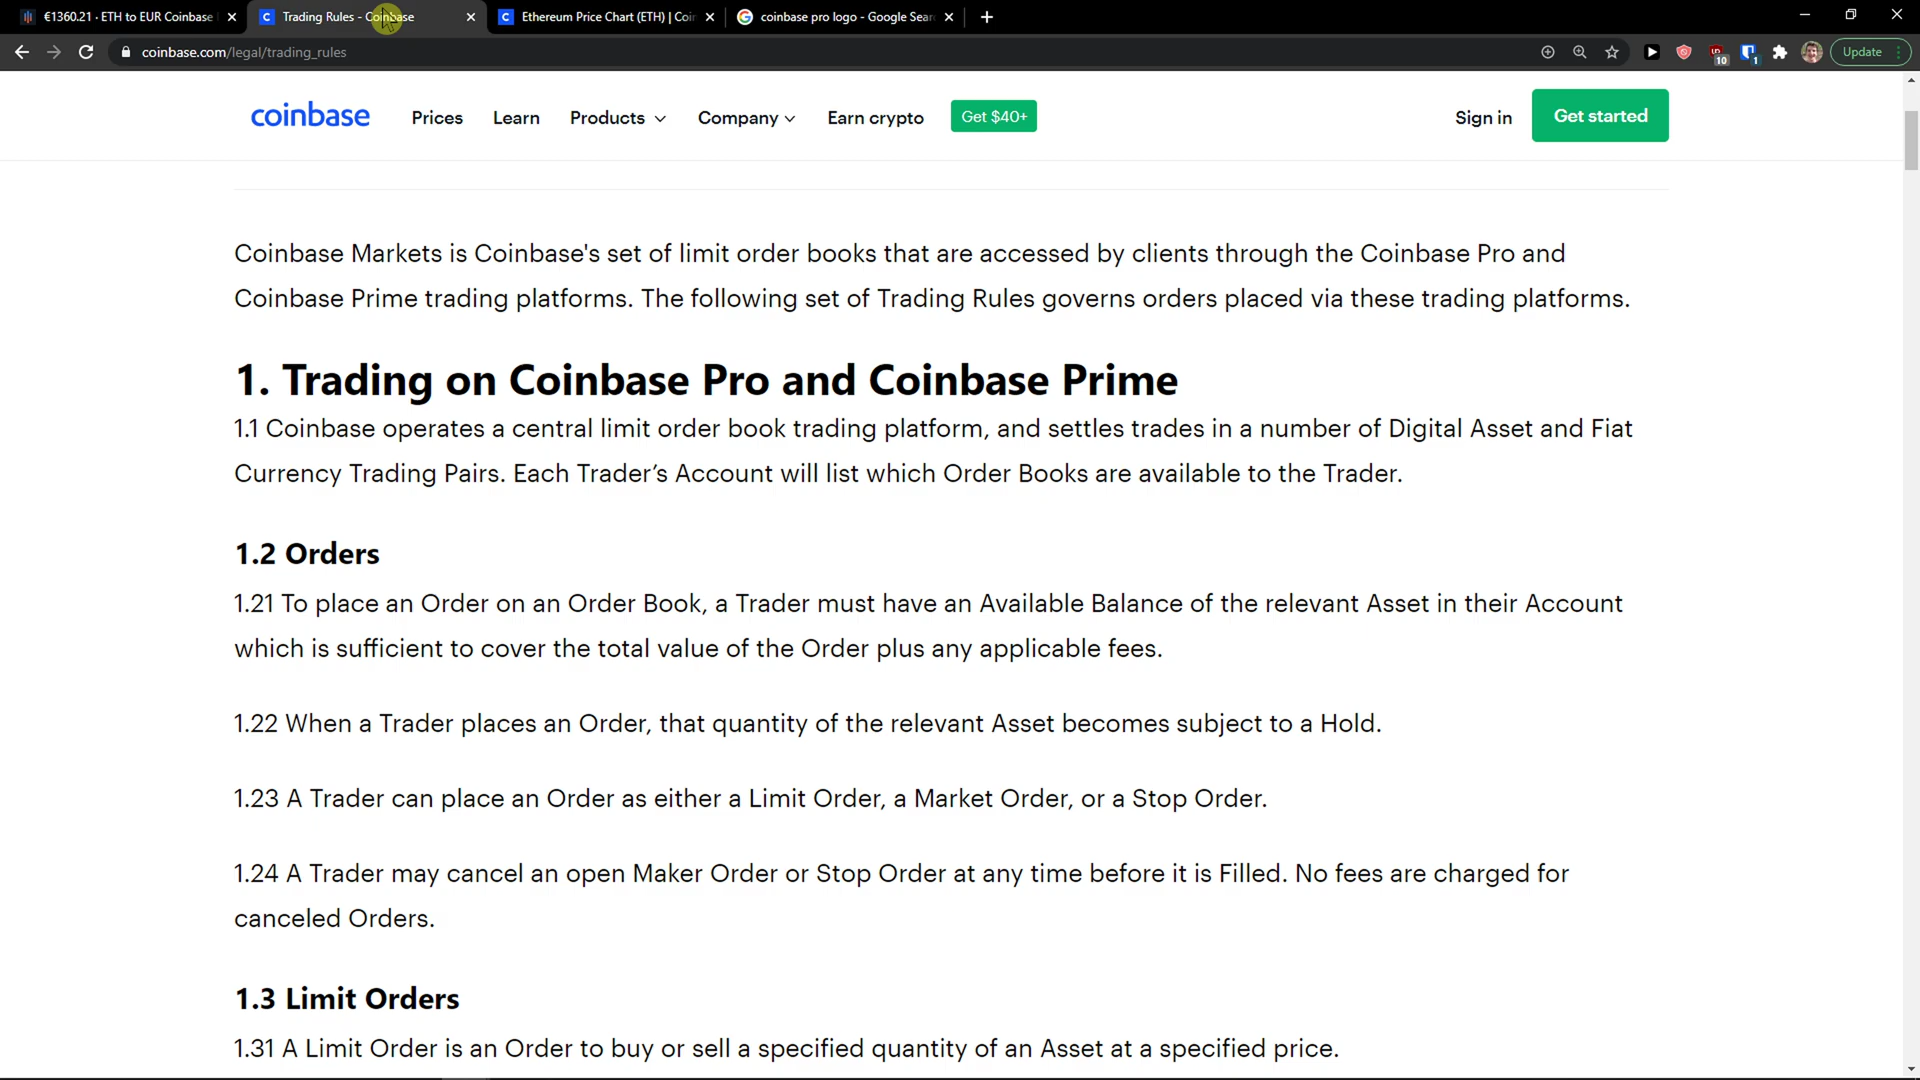 €1360.21 · ETH to EUR Coinbase
Trading Rules - Coinbase
Ethereum Price Chart (ETH) | Coin
coinbase pro logo - Google Sear
coinbase.com/legal/trading_rules
10
1
Update
coinbase
Prices
Learn
Products
Company
Earn crypto
Get $40+
Sign in
Get started
Coinbase Markets is Coinbase's set of limit order books that are accessed by clients through the Coinbase Pro and
Coinbase Prime trading platforms. The following set of Trading Rules governs orders placed via these trading platforms.
1. Trading on Coinbase Pro and Coinbase Prime
1.1 Coinbase operates a central limit order book trading platform, and settles trades in a number of Digital Asset and Fiat
Currency Trading Pairs. Each Trader’s Account will list which Order Books are available to the Trader.
1.2 Orders
1.21 To place an Order on an Order Book, a Trader must have an Available Balance of the relevant Asset in their Account
which is sufficient to cover the total value of the Order plus any applicable fees.
1.22 When a Trader places an Order, that quantity of the relevant Asset becomes subject to a Hold.
1.23 A Trader can place an Order as either a Limit Order, a Market Order, or a Stop Order.
1.24 A Trader may cancel an open Maker Order or Stop Order at any time before it is Filled. No fees are charged for
canceled Orders.
1.3 Limit Orders
1.31 A Limit Order is an Order to buy or sell a specified quantity of an Asset at a specified price.